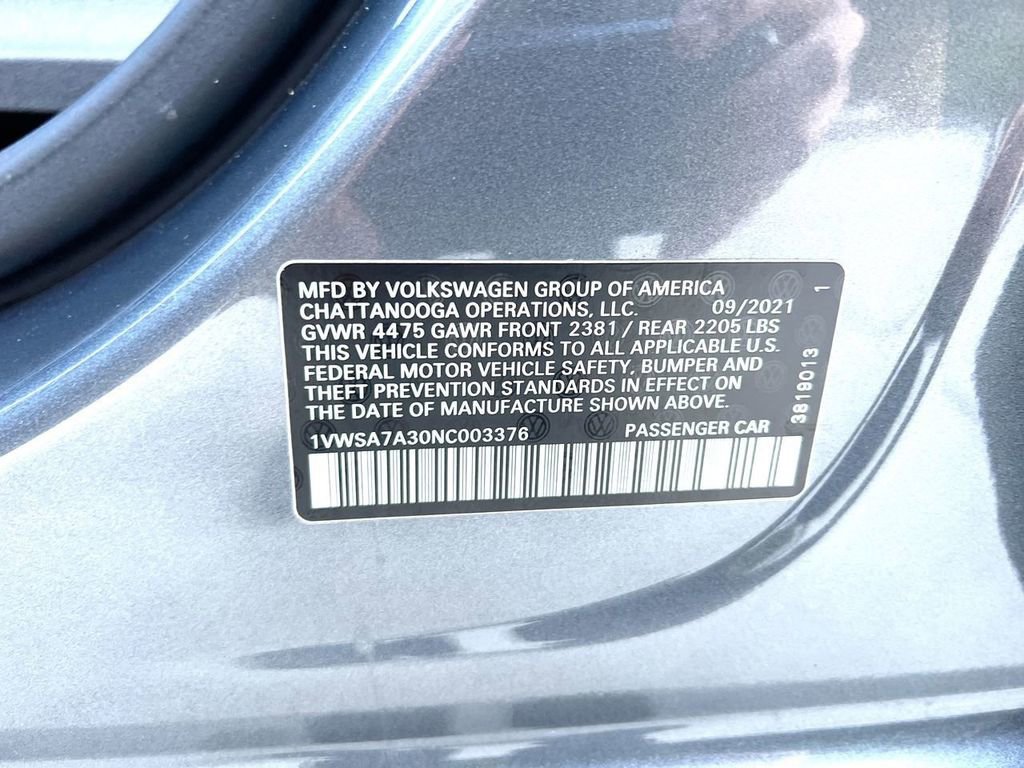 MFD BY VOLKSWAGEN GROUP OF AMERICA
CHATTANOOGA OPERATIONS, LLC. 09/2021
GVWR 4475 GAWR FRONT 2381 / REAR 2205 LBS
THIS VEHICLE CONFORMS TO ALL APPLICABLE U.S.
FEDERAL MOTOR VEHICLE SAFETY, BUMPER AND
THEFT PREVENTION STANDARDS IN EFFECT ON
THE DATE OF MANUFACTURE SHOWN ABOVE.
1VWSA7A30NC003376 PASSENGER CAR
3819013 1